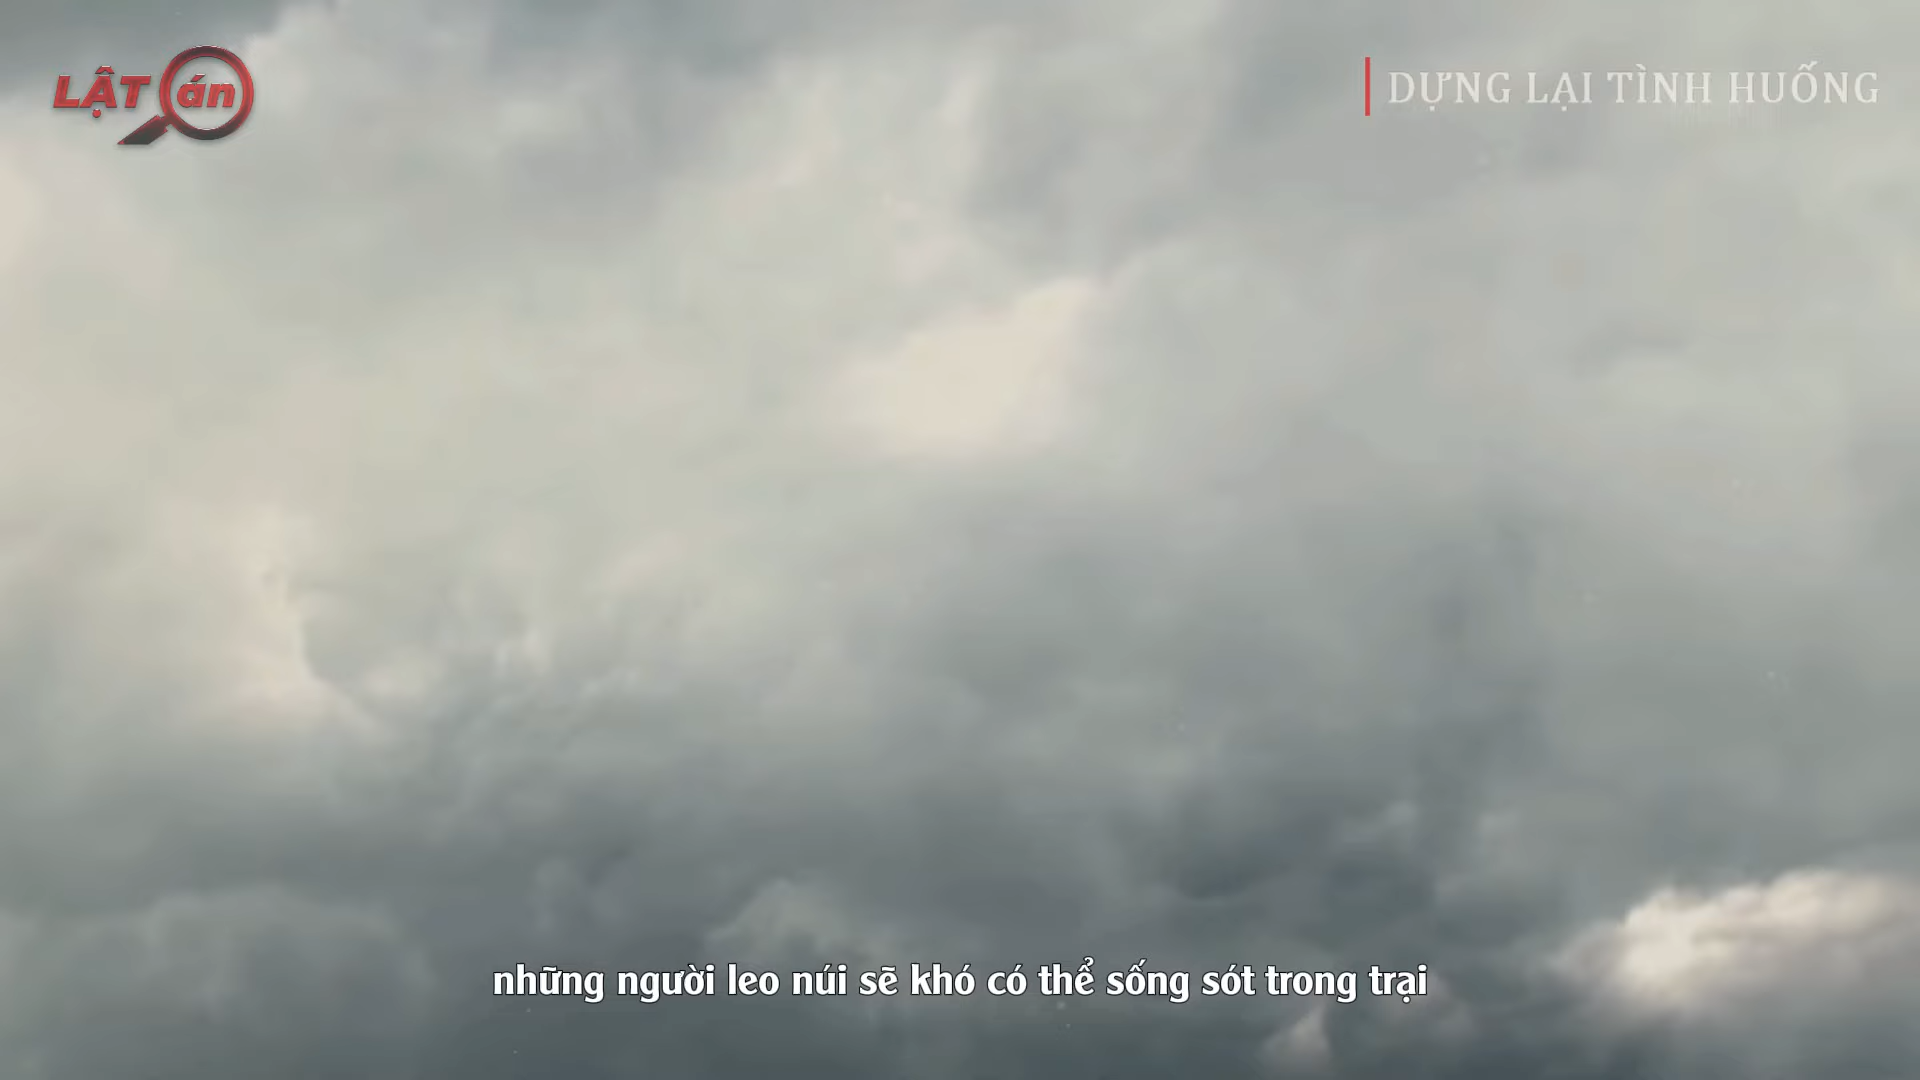 LẬT án
DỰNG LẠI TÌNH HUỐNG
những người leo núi sẽ khó có thể sống sót trong trại